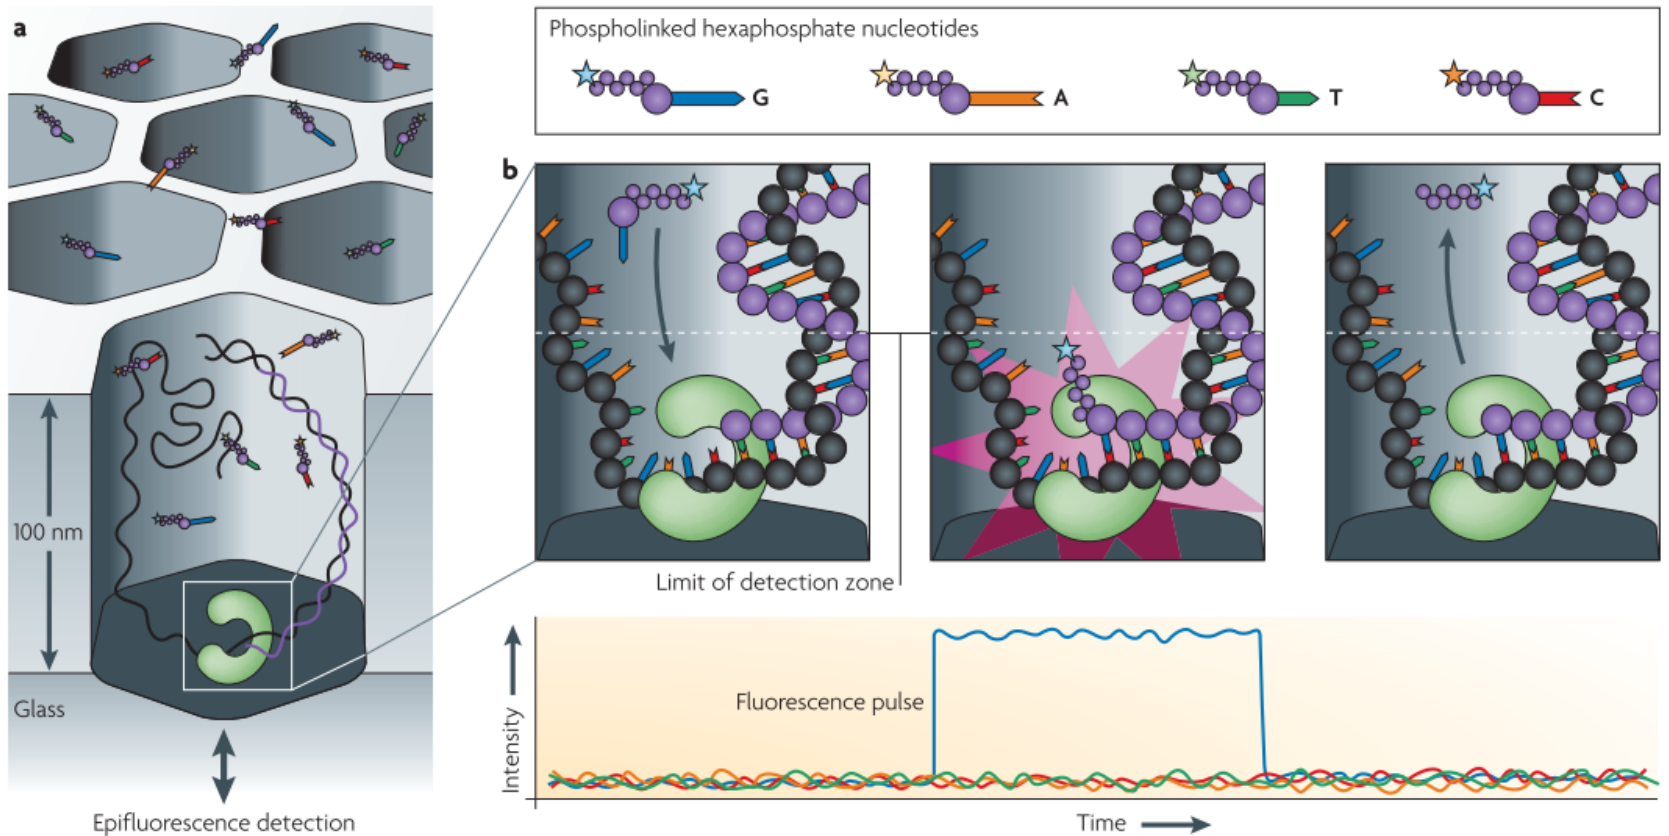 a
Phospholinked hexaphosphate nucleotides
G
A
T
C
b
100 nm
Limit of detection zone
Glass
Fluorescence pulse
Intensity
Epifluorescence detection
Time